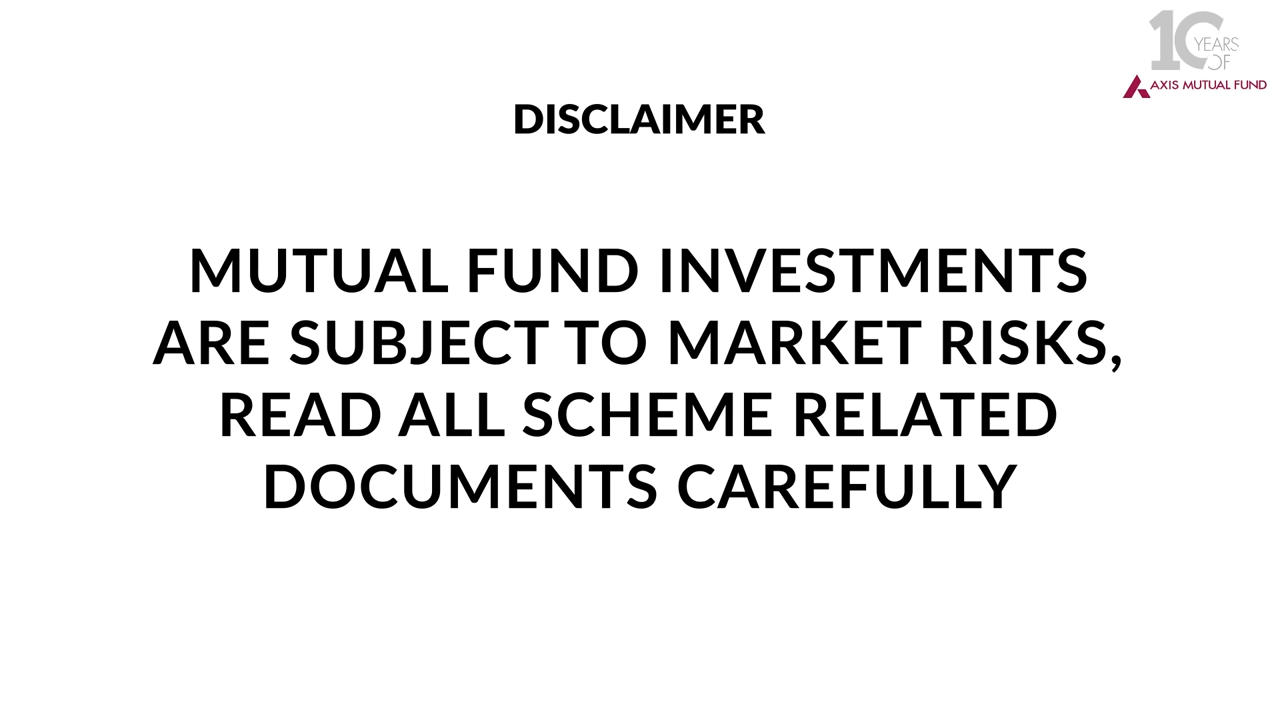 10 YEARS
OF
AXIS MUTUAL FUND
DISCLAIMER
MUTUAL FUND INVESTMENTS
ARE SUBJECT TO MARKET RISKS,
READ ALL SCHEME RELATED
DOCUMENTS CAREFULLY